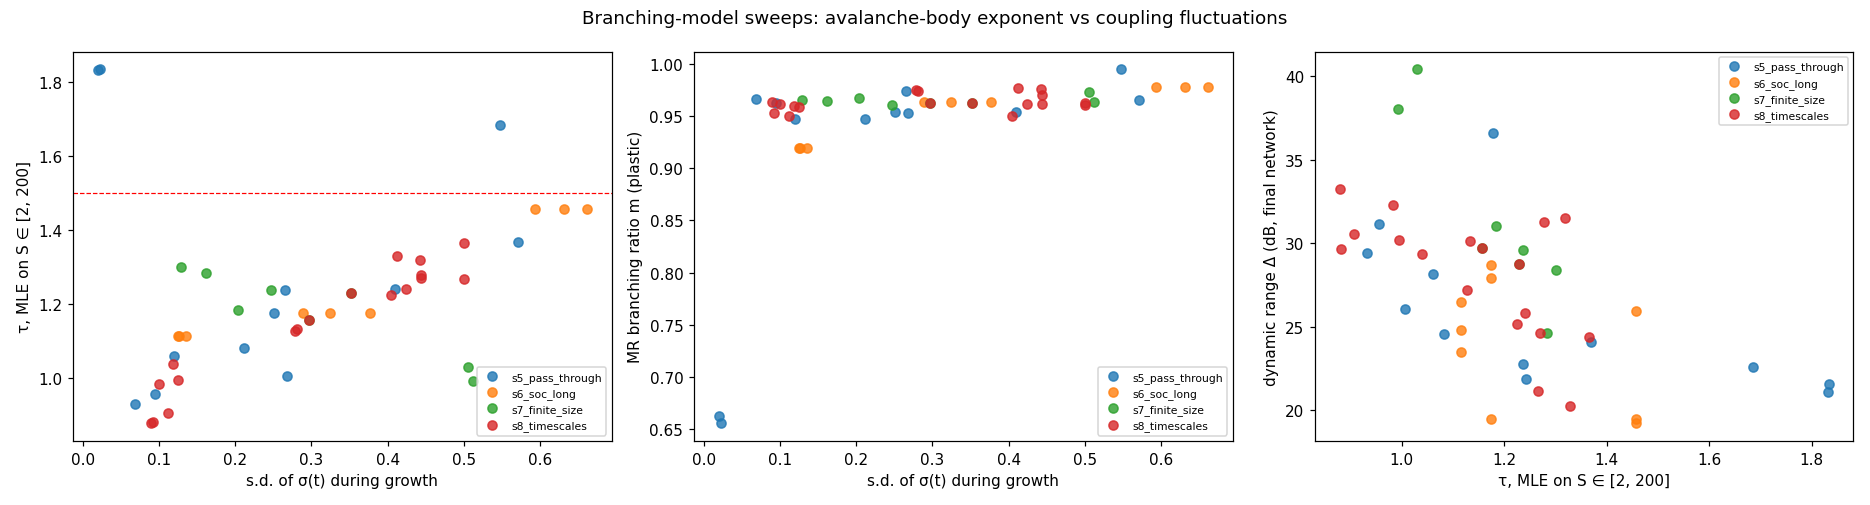 Branching-model sweeps: avalanche-body exponent vs coupling fluctuations
τ, MLE on S ∈ [2, 200]
1.8
1.6
1.4
1.2
1.0
0.0 0.1 0.2 0.3 0.4 0.5 0.6
s.d. of σ(t) during growth
s5_pass_through
s6_soc_long
s7_finite_size
s8_timescales
MR branching ratio m (plastic)
1.00
0.95
0.90
0.85
0.80
0.75
0.70
0.65
0.0 0.1 0.2 0.3 0.4 0.5 0.6
s.d. of σ(t) during growth
s5_pass_through
s6_soc_long
s7_finite_size
s8_timescales
dynamic range Δ (dB, final network)
40
35
30
25
20
1.0 1.2 1.4 1.6 1.8
τ, MLE on S ∈ [2, 200]
s5_pass_through
s6_soc_long
s7_finite_size
s8_timescales